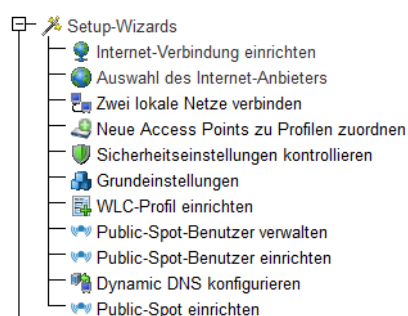 Setup-Wizards
Internet-Verbindung einrichten
Auswahl des Internet-Anbieters
Zwei lokale Netze verbinden
Neue Access Points zu Profilen zuordnen
Sicherheitseinstellungen kontrollieren
Grundeinstellungen
WLC-Profil einrichten
Public-Spot-Benutzer verwalten
Public-Spot-Benutzer einrichten
Dynamic DNS konfigurieren
Public-Spot einrichten